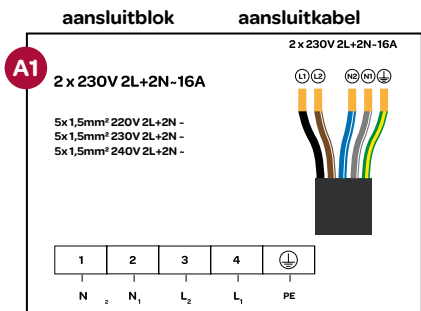 aansluitblok aansluitkabel
A1
2 x 230V 2L+2N~16A
2 x 230V 2L+2N~16A
L1 L2 N2 N1
5x1,5mm² 220V 2L+2N ~
5x1,5mm² 230V 2L+2N ~
5x1,5mm² 240V 2L+2N ~
1 2 3 4
N ₂ N₁ L₂ L₁ PE